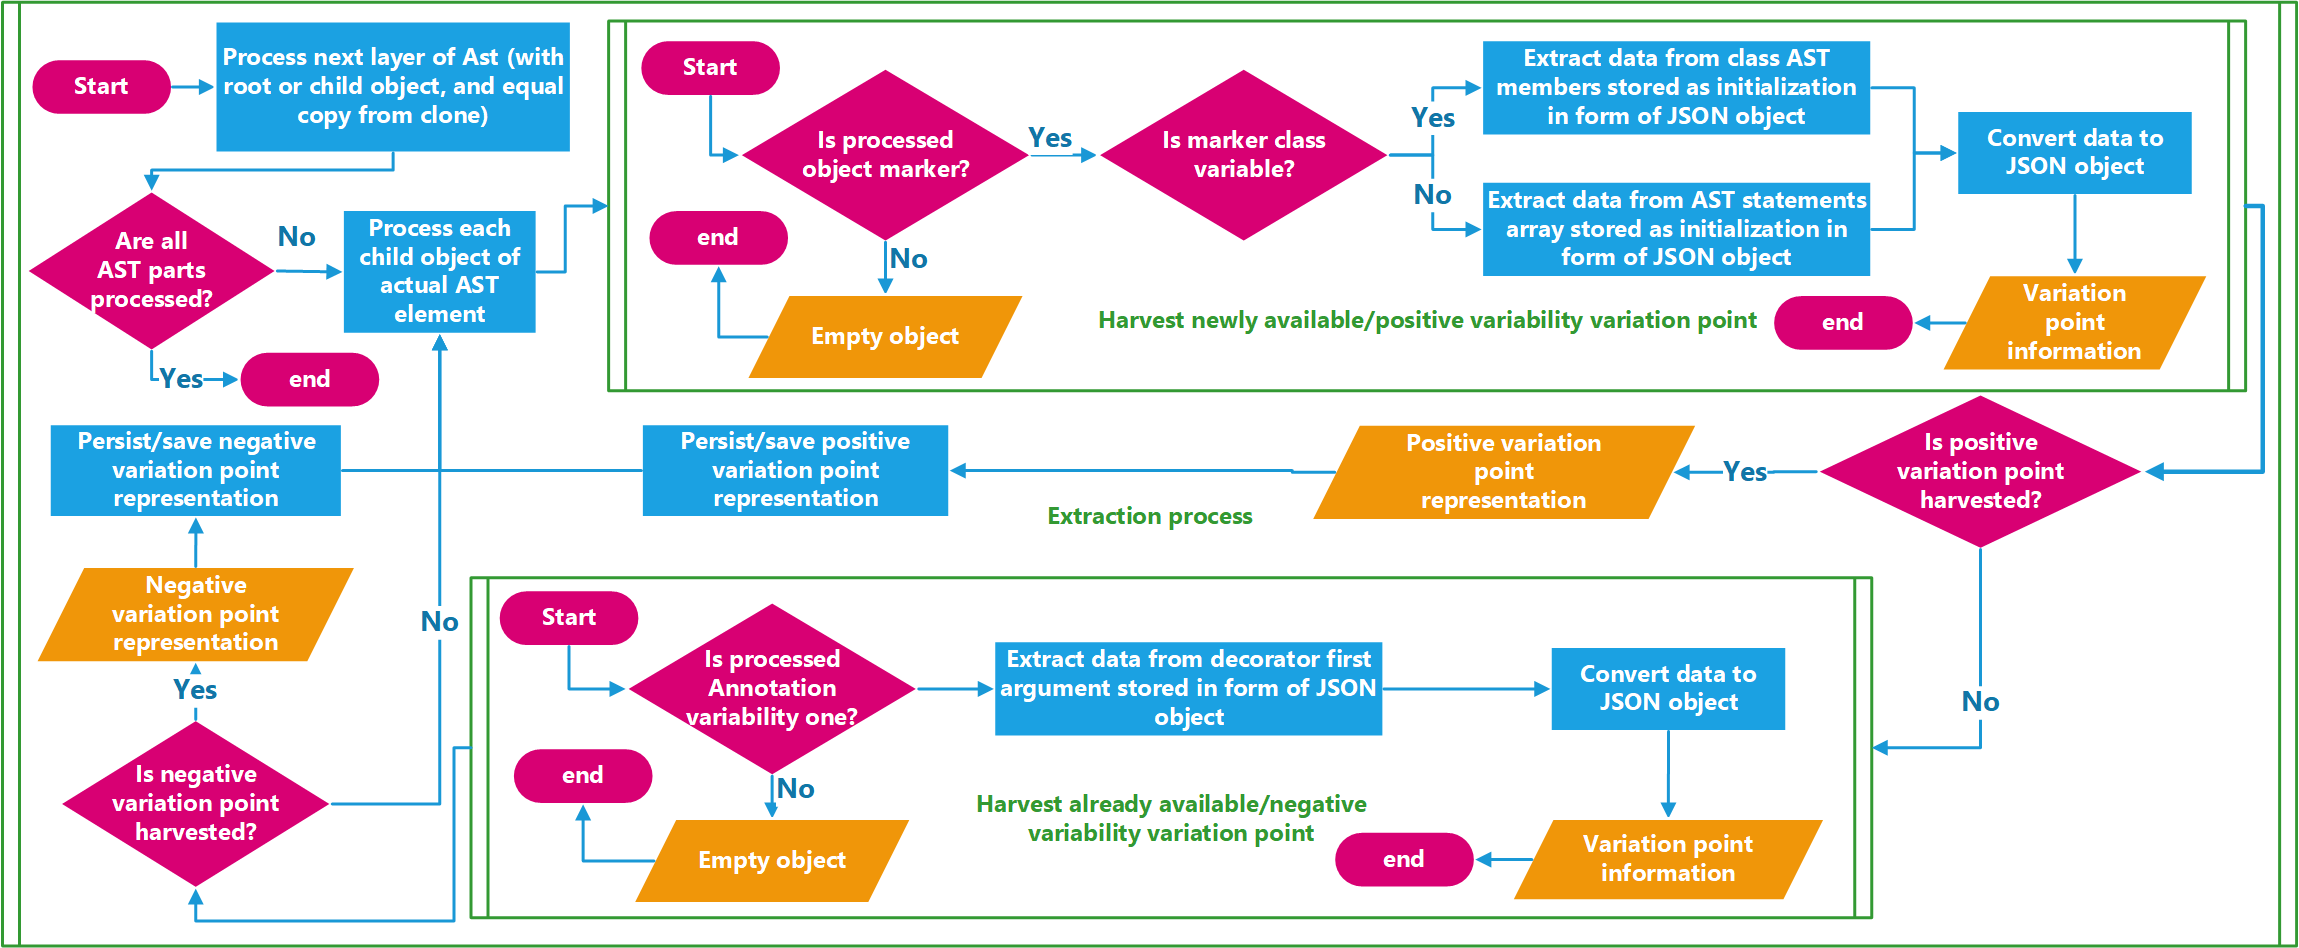 Start
Process next layer of Ast (with
root or child object, and equal
copy from clone)
Are all
AST parts
processed?
No
Yes
end
Process each
child object of
actual AST
element
Start
Is processed
object marker?
Yes
No
Empty object
end
Is marker class
variable?
Yes
No
Extract data from class AST
members stored as initialization
in form of JSON object
Extract data from AST statements
array stored as initialization in
form of JSON object
Convert data to
JSON object
Variation
point
information
end
Harvest newly available/positive variability variation point
Is positive
variation point
harvested?
Yes
No
Positive variation
point
representation
Persist/save positive
variation point
representation
Extraction process
Persist/save negative
variation point
representation
Negative
variation point
representation
Yes
Is negative
variation point
harvested?
No
Start
Is processed
Annotation
variability one?
No
Empty object
end
Extract data from decorator first
argument stored in form of JSON
object
Convert data to
JSON object
Variation point
information
end
Harvest already available/negative
variability variation point